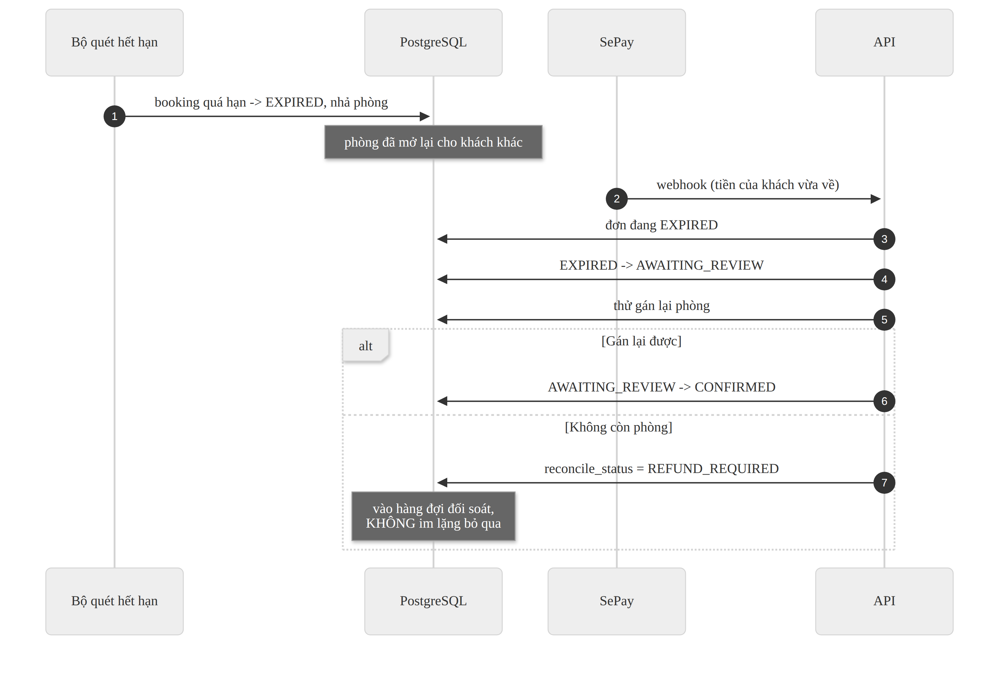 Bộ quét hết hạn
PostgreSQL
SePay
API
booking quá hạn -> EXPIRED, nhả phòng
1
phòng đã mở lại cho khách khác
webhook (tiền của khách vừa về)
2
đơn đang EXPIRED
3
EXPIRED -> AWAITING_REVIEW
4
thử gán lại phòng
5
alt
[Gán lại được]
AWAITING_REVIEW -> CONFIRMED
6
[Không còn phòng]
reconcile_status = REFUND_REQUIRED
7
vào hàng đợi đối soát,
KHÔNG im lặng bỏ qua
Bộ quét hết hạn
PostgreSQL
SePay
API